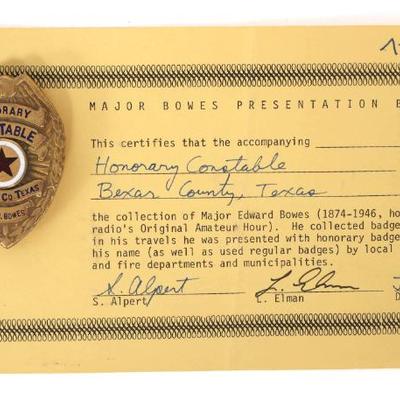 ORARY
TABLE
CO TEXAS
BOWES
MAJOR BOWES PRESENTATION B
This certifies that the accompanying
Honorary Constable
Bexar County, Texas
the collection of Major Edward Bowes (1874-1946, ho
radio's Original Amateur Hour). He collected badge
in his travels he was presented with honorary badge
his name (as well as used regular badges) by local
and fire departments and municipalities.
S. Alpert L. Elman
S. Alpert L. Elman D